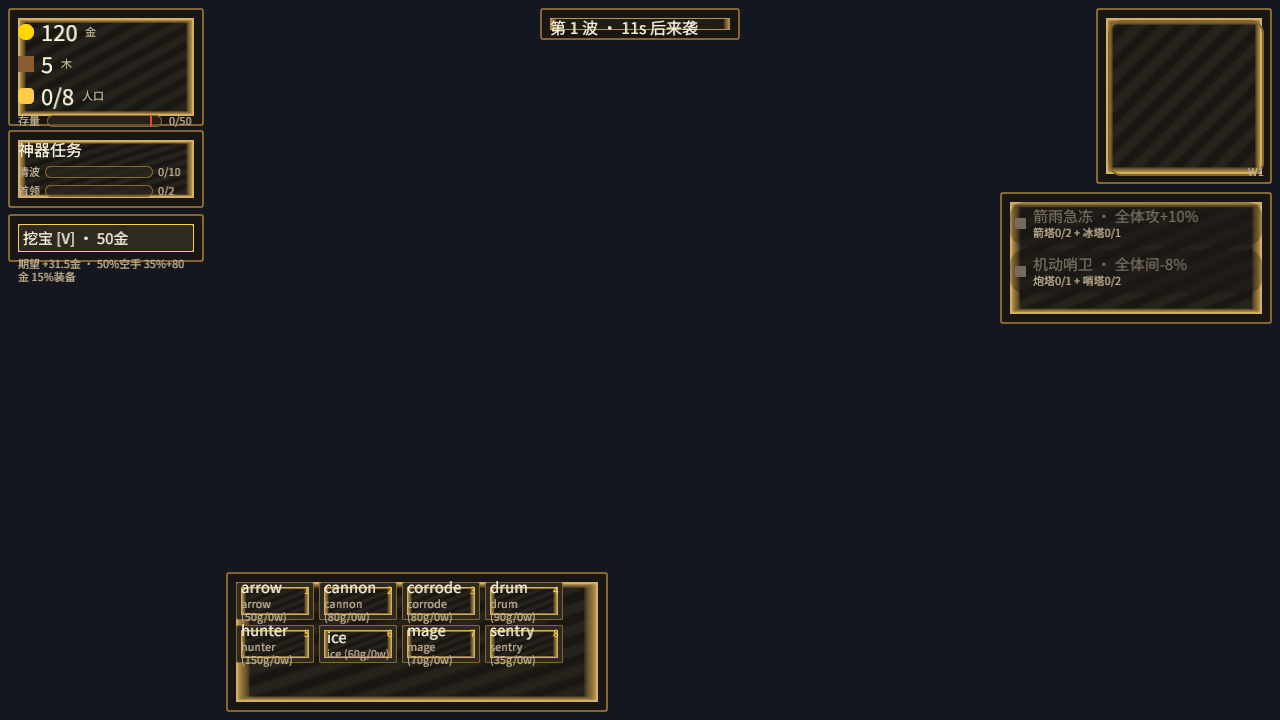 120 金
5 木
0/8 人口
存量 0/50
神器任务
清波 0/10
首领 0/2
挖宝 [V] · 50金
期望 +31.5金 · 50%空手 35%+80
金 15%装备
第 1 波 · 11s 后来袭
W1
箭雨急冻 · 全体攻+10%
箭塔0/2 + 冰塔0/1
机动哨卫 · 全体间-8%
炮塔0/1 + 哨塔0/2
arrow 1
arrow
(50g/0w)
cannon 2
cannon
(80g/0w)
corrode 3
corrode
(80g/0w)
drum 4
drum
(90g/0w)
hunter 5
hunter
(150g/0w)
ice 6
ice (60g/0w)
mage 7
mage
(70g/0w)
sentry 8
sentry
(35g/0w)